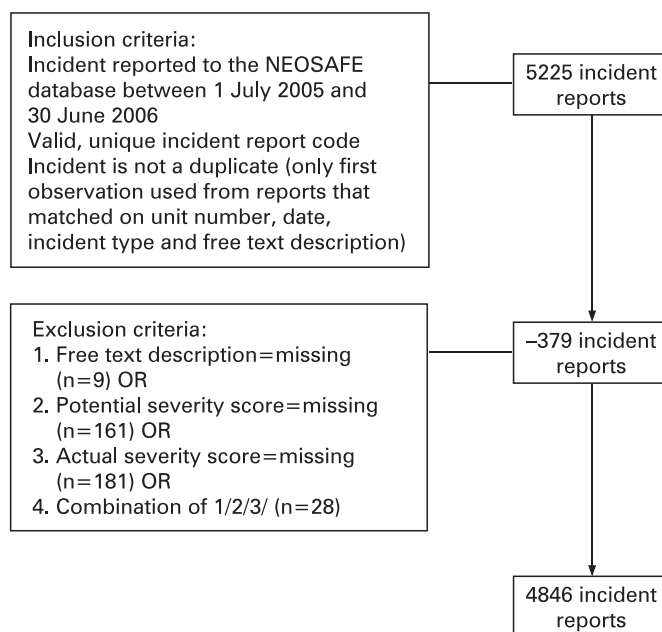 Inclusion criteria:
Incident reported to the NEOSAFE
database between 1 July 2005 and
30 June 2006
Valid, unique incident report code
Incident is not a duplicate (only first
observation used from reports that
matched on unit number, date,
incident type and free text description)
5225 incident
reports
Exclusion criteria:
1. Free text description=missing
(n=9) OR
2. Potential severity score=missing
(n=161) OR
3. Actual severity score=missing
(n=181) OR
4. Combination of 1/2/3/ (n=28)
–379 incident
reports
4846 incident
reports